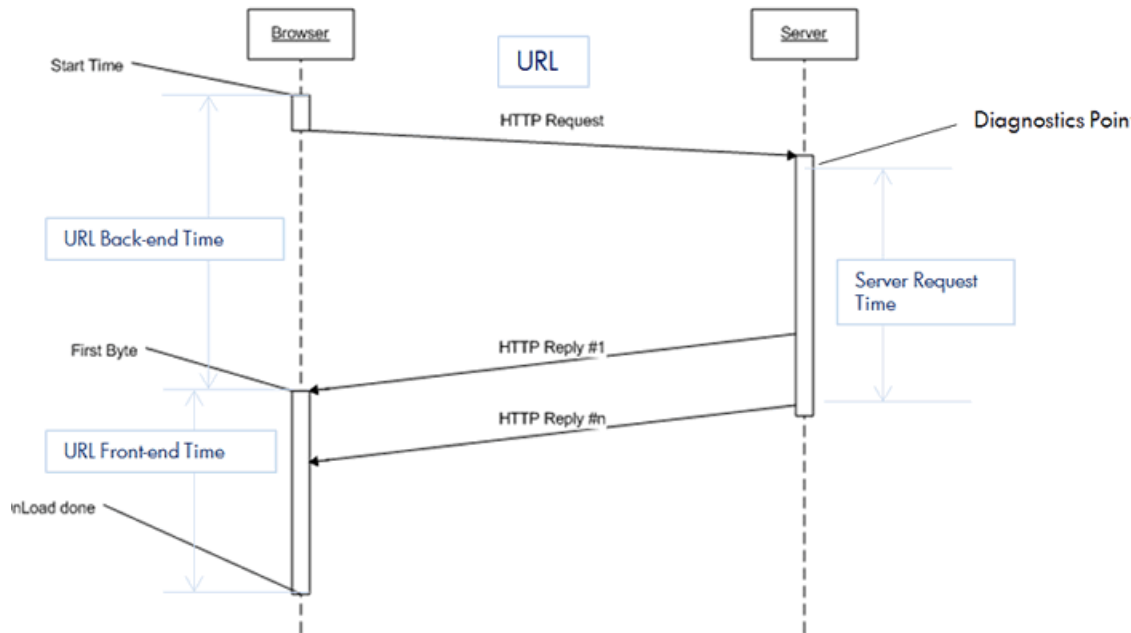 Browser
Server
URL
Start Time
HTTP Request
Diagnostics Poin
URL Back-end Time
Server Request
Time
First Byte
HTTP Reply #1
HTTP Reply #n
URL Front-end Time
nLoad done